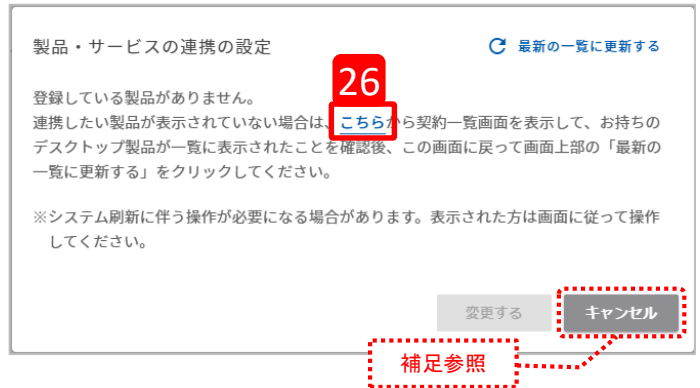 製品・サービスの連携の設定
最新の一覧に更新する
26
登録している製品がありません。
連携したい製品が表示されていない場合は、こちらから契約一覧画面を表示して、お持ちの
デスクトップ製品が一覧に表示されたことを確認後、この画面に戻って画面上部の「最新の
一覧に更新する」をクリックしてください。
※システム刷新に伴う操作が必要になる場合があります。表示された方は画面に従って操作
してください。
変更する
キャンセル
補足参照